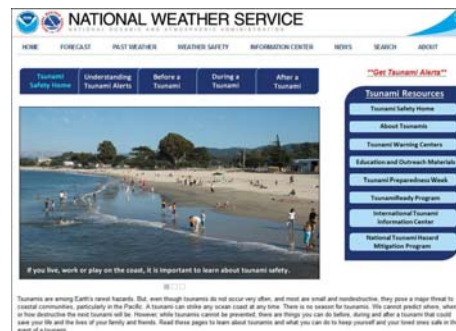 NATIONAL WEATHER SERVICE
NATIONAL OCEANIC AND ATMOSPHERIC ADMINISTRATION
HOME FORECAST PAST WEATHER WEATHER SAFETY INFORMATION CENTER NEWS SEARCH ABOUT
Tsunami Safety Home
Understanding Tsunami Alerts
Before a Tsunami
During a Tsunami
After a Tsunami
**Get Tsunami Alerts**
Tsunami Resources
Tsunami Safety Home
About Tsunamis
Tsunami Warning Centers
Education and Outreach Materials
Tsunami Preparedness Week
TsunamiReady Program
International Tsunami
Information Center
National Tsunami Hazard
Mitigation Program
If you live, work or play on the coast, it is important to learn about tsunami safety.
Tsunamis are among Earth's rarest hazards. But, even though tsunamis do not occur very often, and most are small and nondestructive, they pose a major threat to
coastal communities, particularly in the Pacific. A tsunami can strike any ocean coast at any time. There is no season for tsunamis. We cannot predict where, when
or how destructive the next tsunami will be. However, while tsunamis cannot be prevented, there are things you can do before, during and after a tsunami that could
save your life and the lives of your family and friends. Read these pages to learn about tsunamis and what you can do to keep yourself and your loved ones safe in the
event of a tsunami.